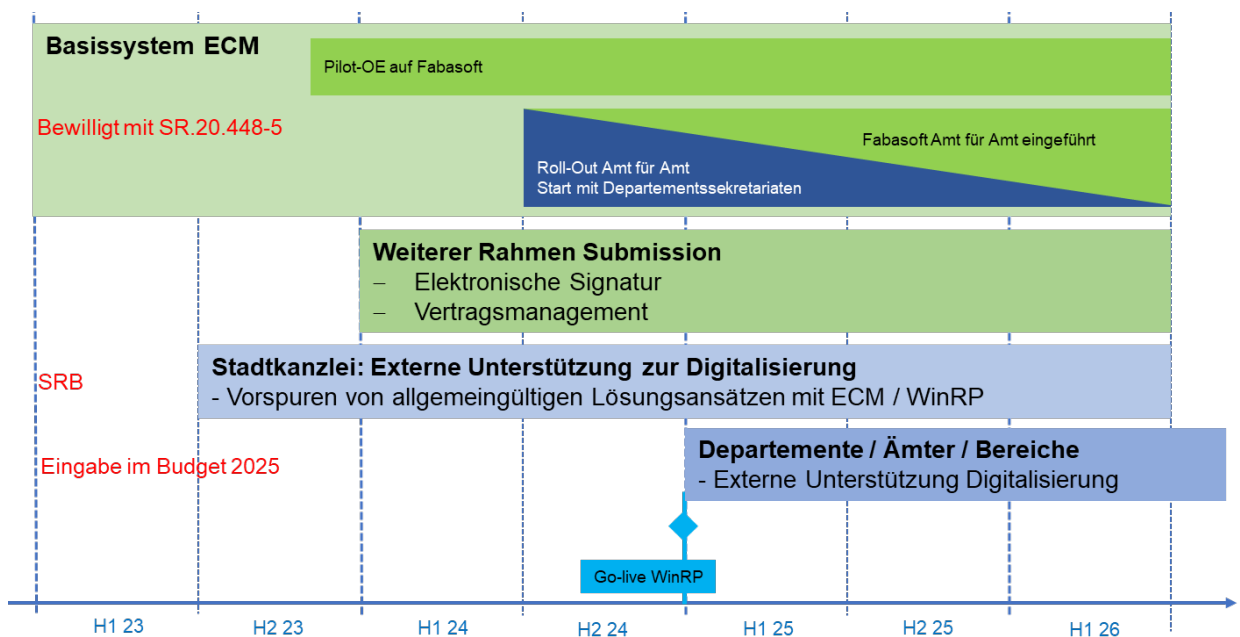 Basissystem ECM
Pilot-OE auf Fabasoft
Bewilligt mit SR.20.448-5
Fabasoft Amt für Amt eingeführt
Roll-Out Amt für Amt
Start mit Departementssekretariaten
Weiterer Rahmen Submission
– Elektronische Signatur
– Vertragsmanagement
Stadtkanzlei: Externe Unterstützung zur Digitalisierung
SRB
- Vorspuren von allgemeingültigen Lösungsansätzen mit ECM / WinRP
Departemente / Ämter / Bereiche
Eingabe im Budget 2025
- Externe Unterstützung Digitalisierung
Go-live WinRP
H1 23
H2 23
H1 24
H2 24
H1 25
H2 25
H1 26